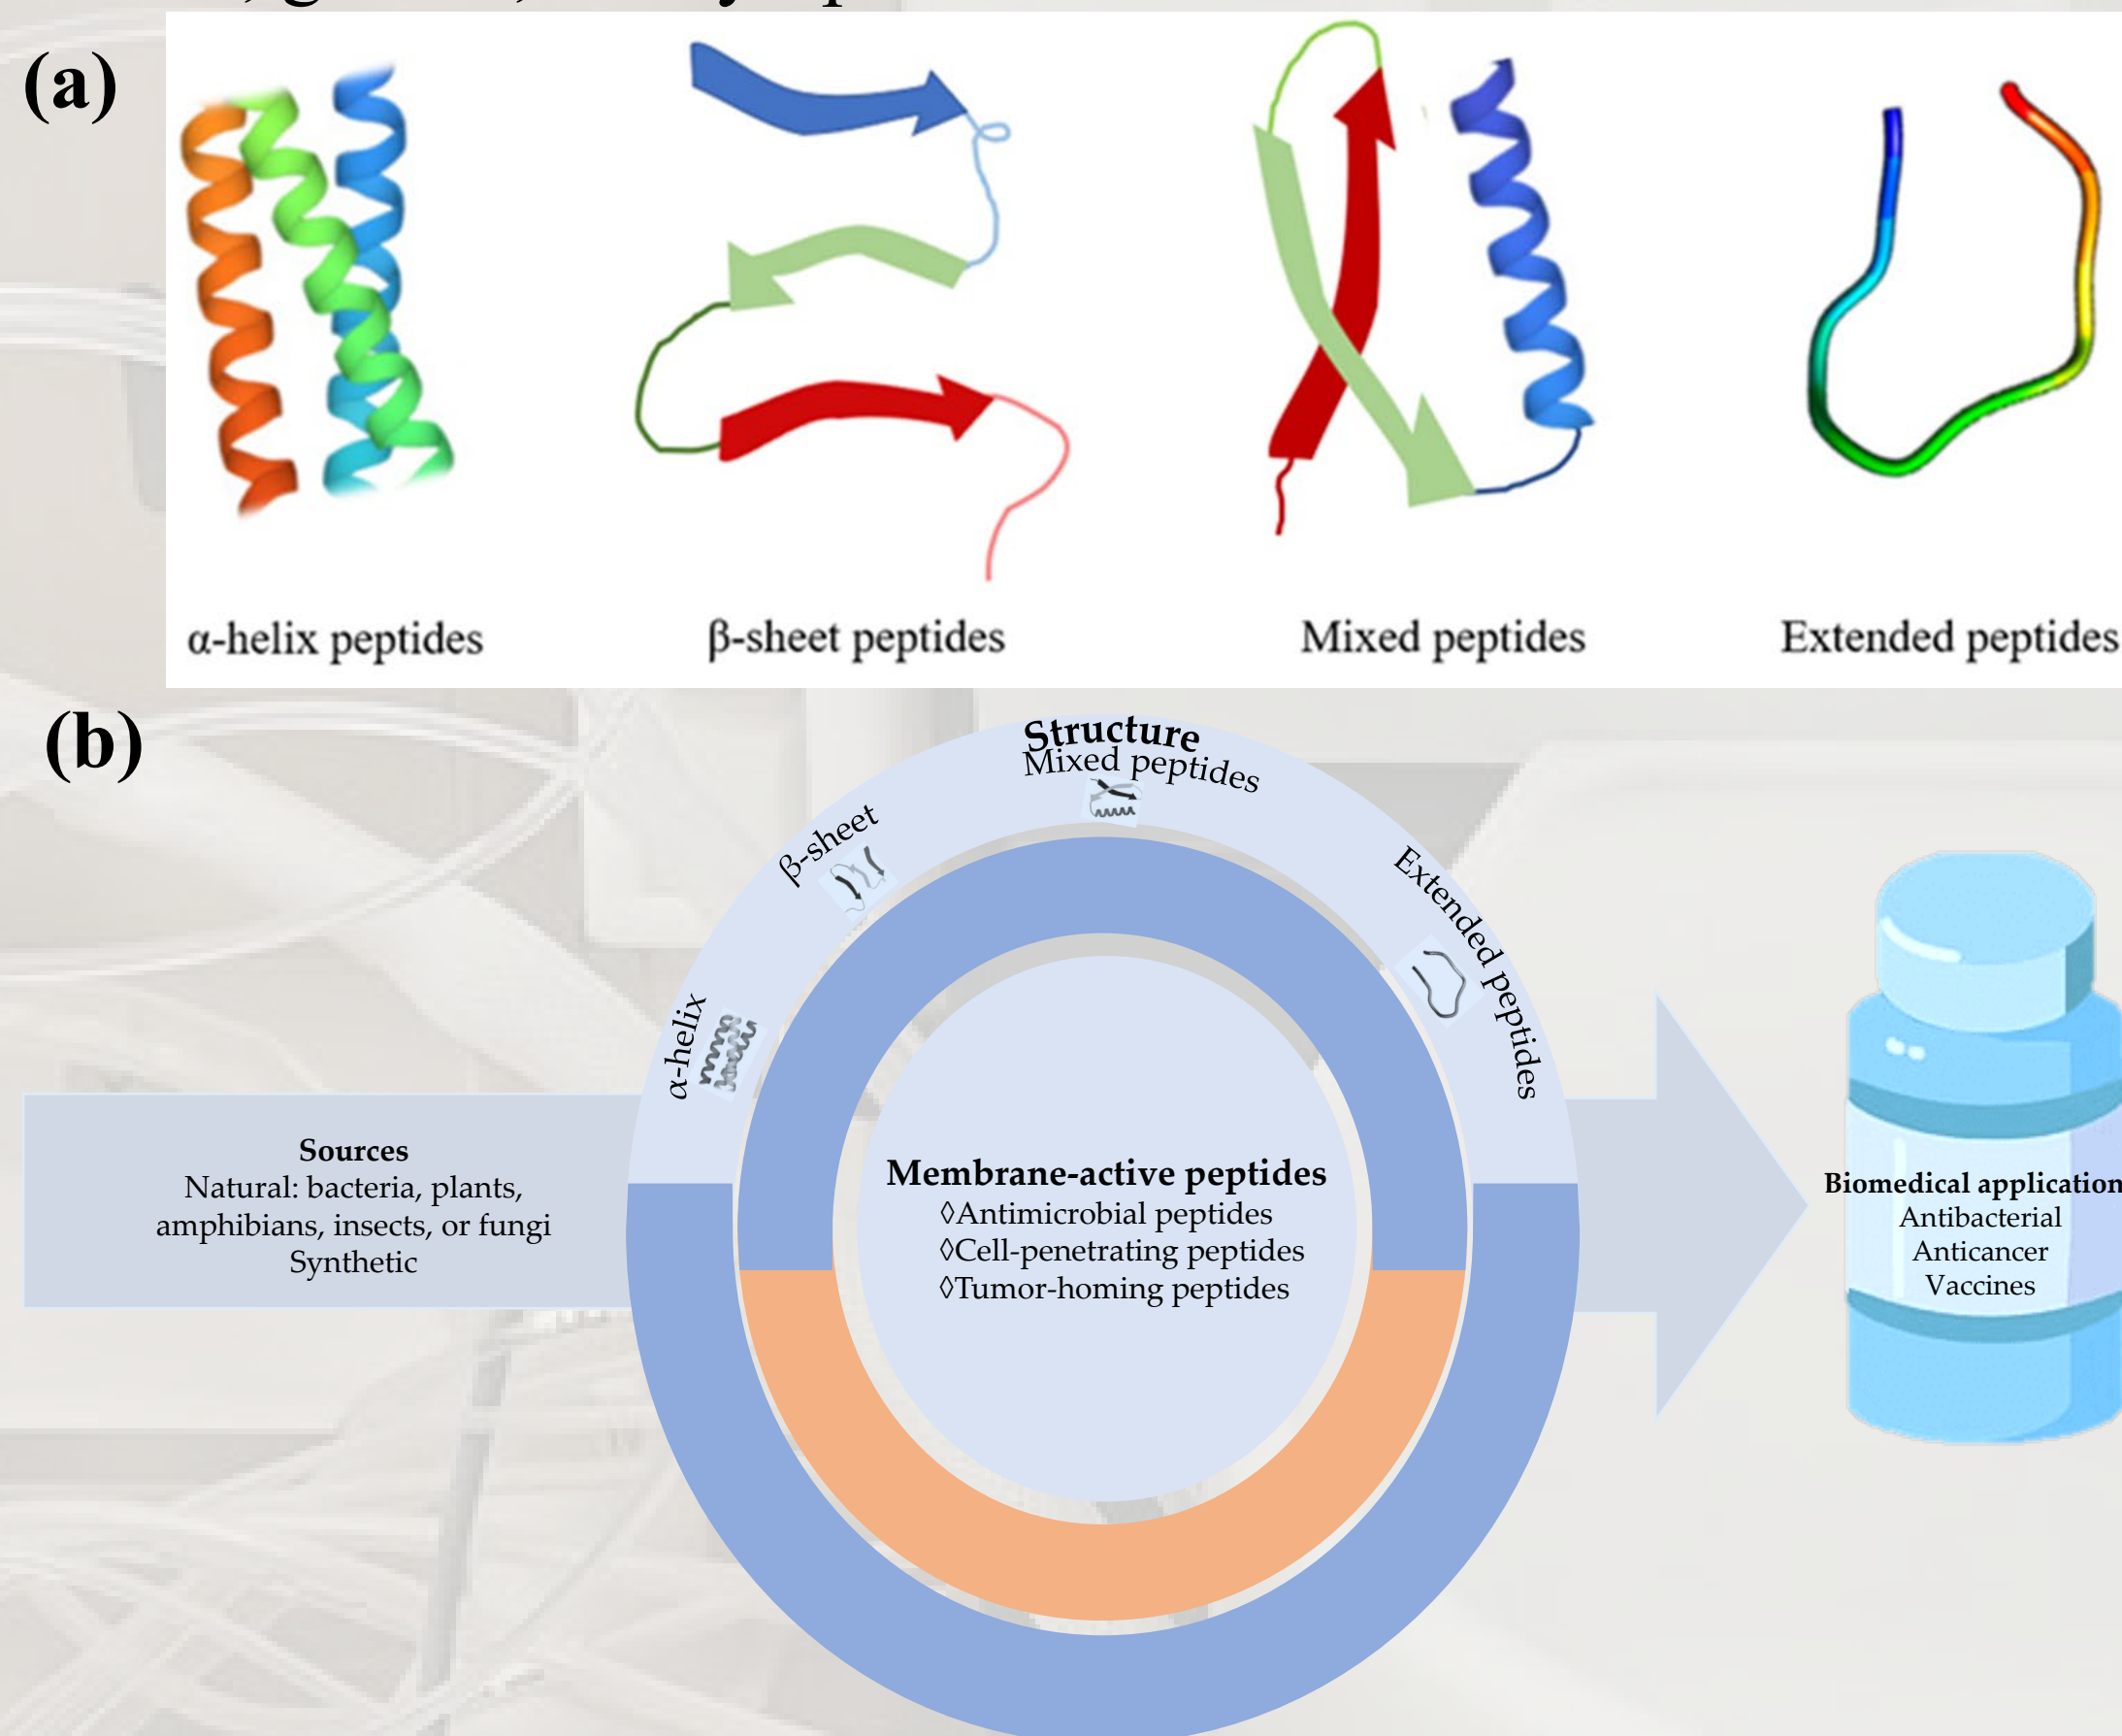 (a)
α-helix peptides
β-sheet peptides
Mixed peptides
Extended peptides
(b)
Structure
Mixed peptides
β-sheet
Extended peptides
α-helix
Sources
Natural: bacteria, plants,
amphibians, insects, or fungi
Synthetic
Membrane-active peptides
◊Antimicrobial peptides
◊Cell-penetrating peptides
◊Tumor-homing peptides
Biomedical application
Antibacterial
Anticancer
Vaccines